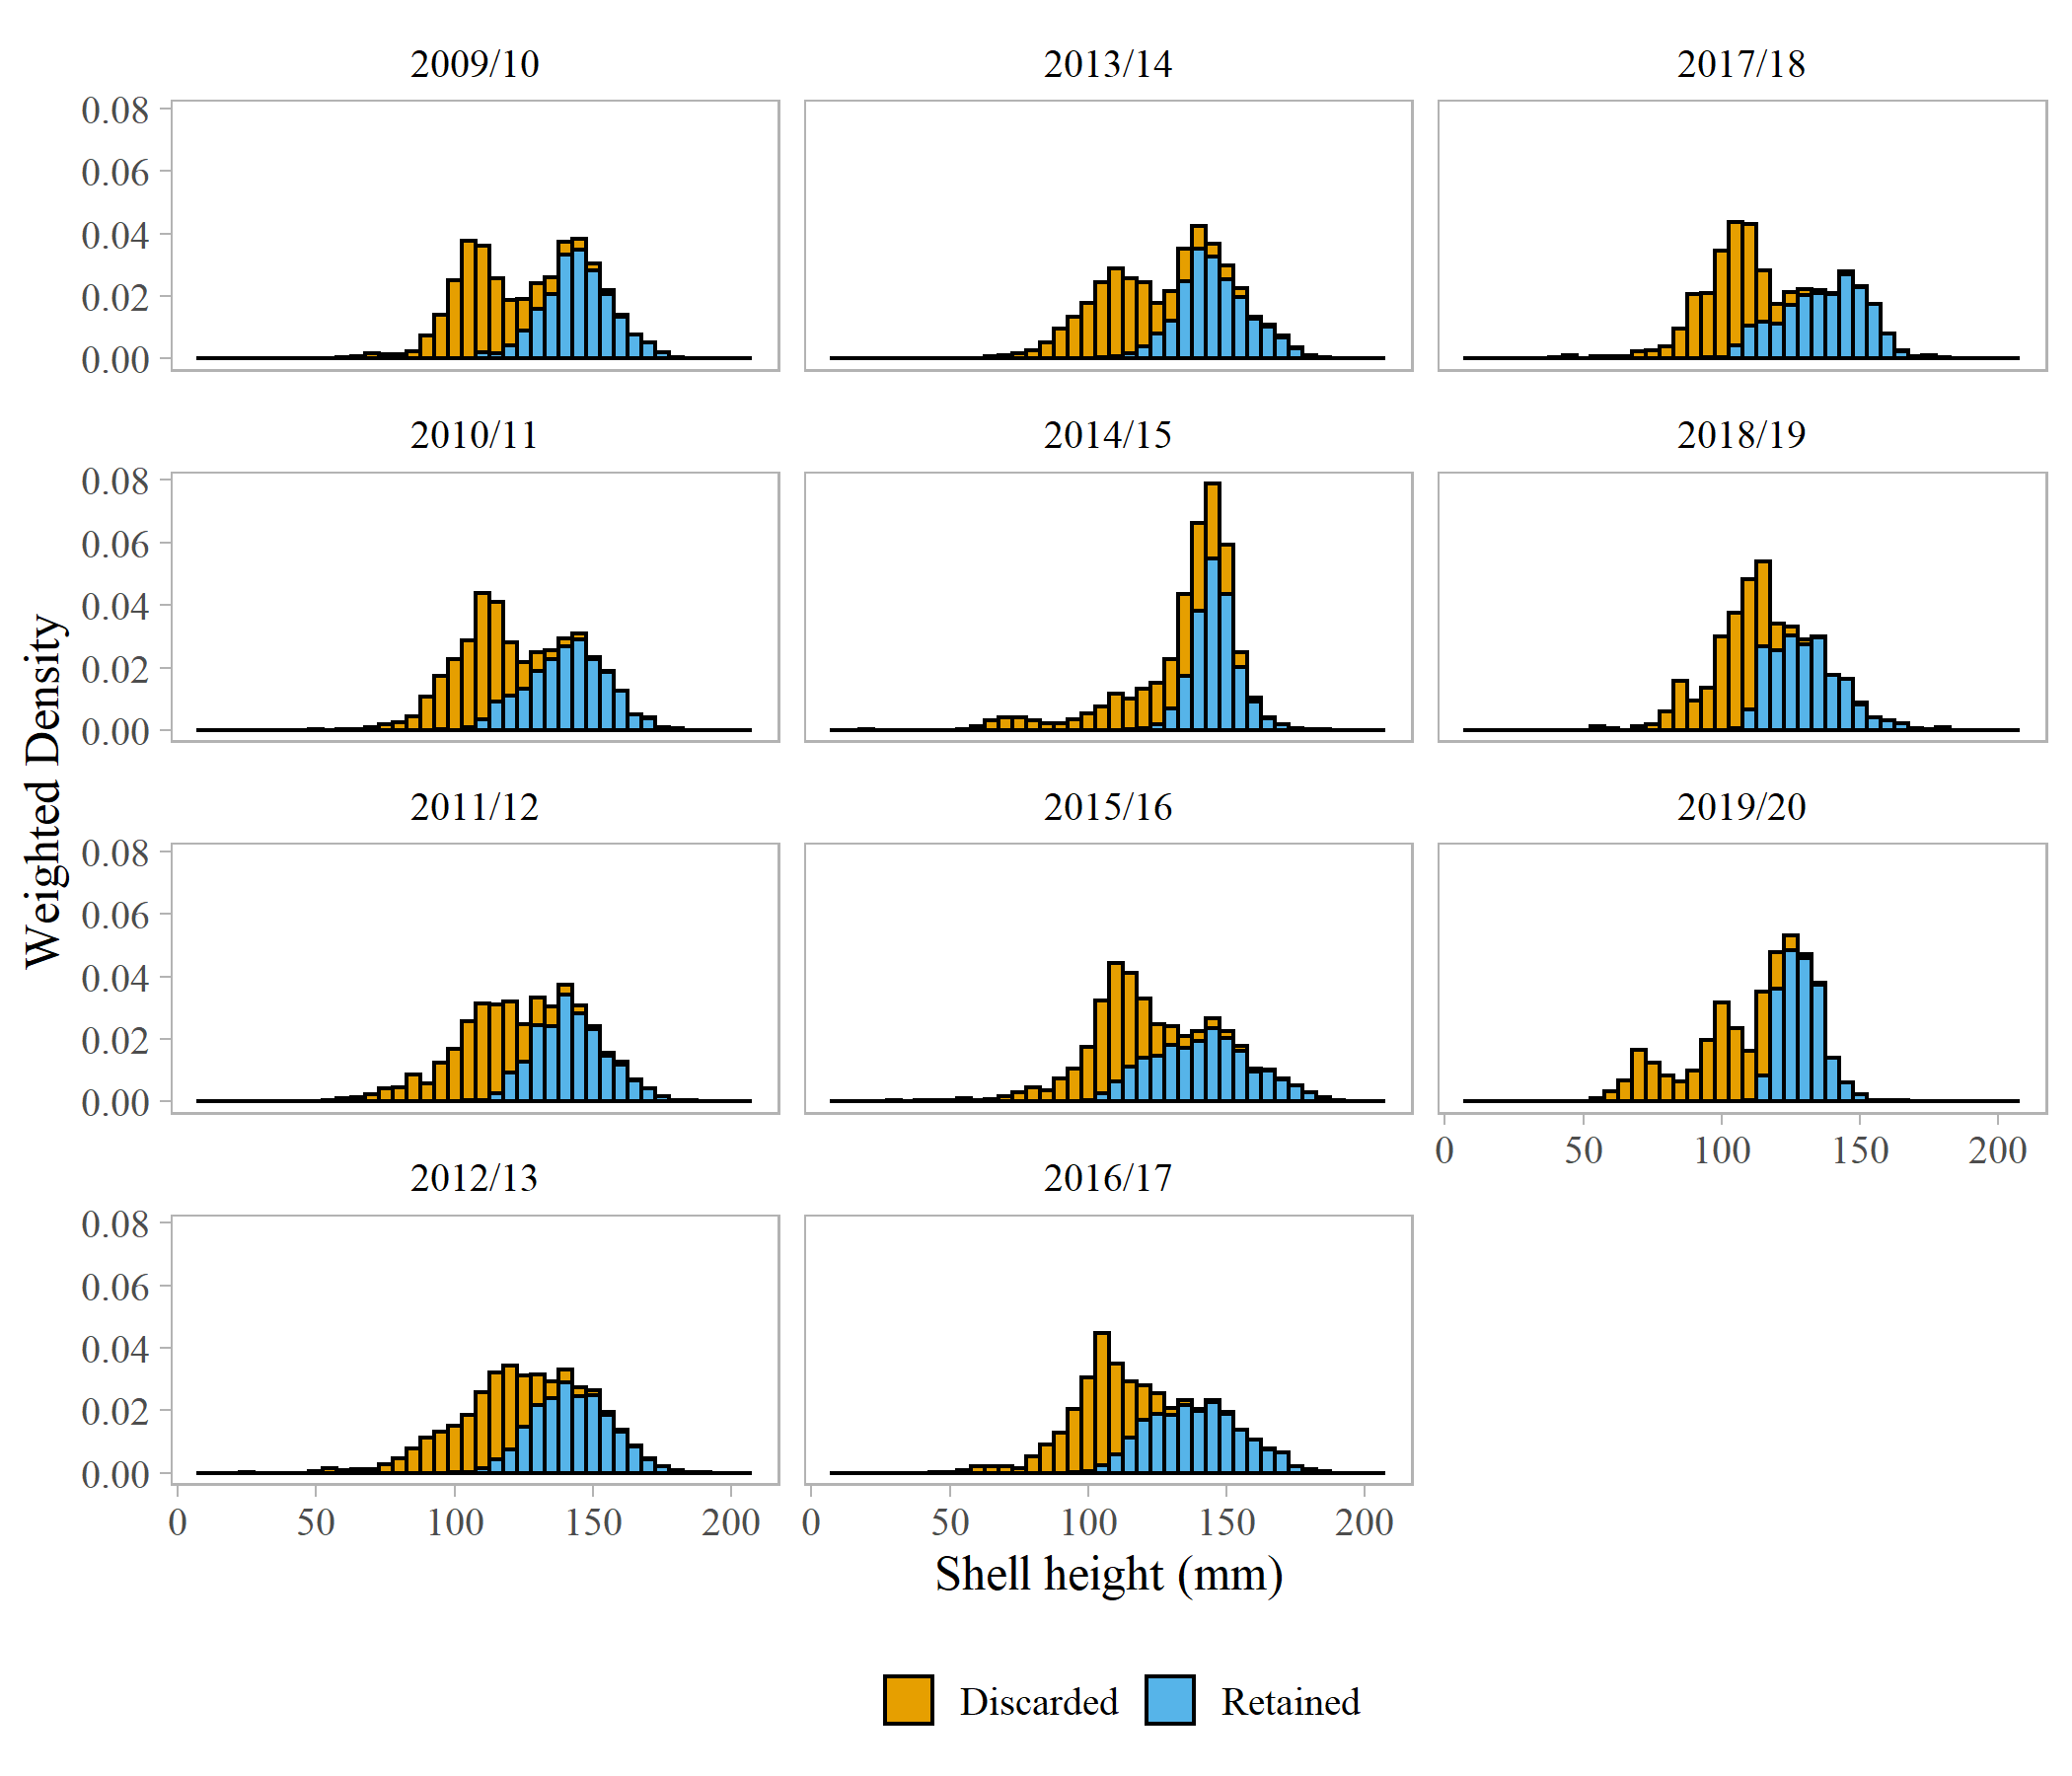 2009/10 2013/14 2017/18
0.08
0.06
0.04
0.02
0.00
2010/11 2014/15 2018/19
0.08
0.06
0.04
0.02
0.00
Weighted Density
2011/12 2015/16 2019/20
0.08
0.06
0.04
0.02
0.00
0 50 100 150 200
2012/13 2016/17
0.08
0.06
0.04
0.02
0.00
0 50 100 150 200 0 50 100 150 200
Shell height (mm)
Discarded Retained